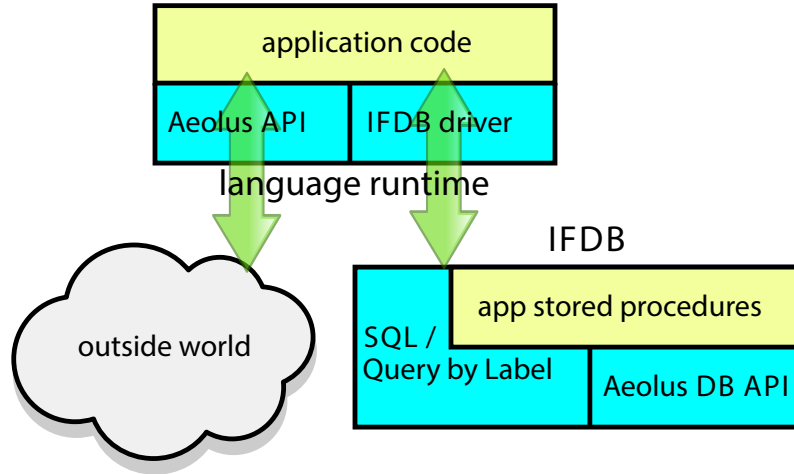 application code
Aeolus API
IFDB driver
language runtime
IFDB
app stored procedures
outside world
SQL /
Query by Label
Aeolus DB API